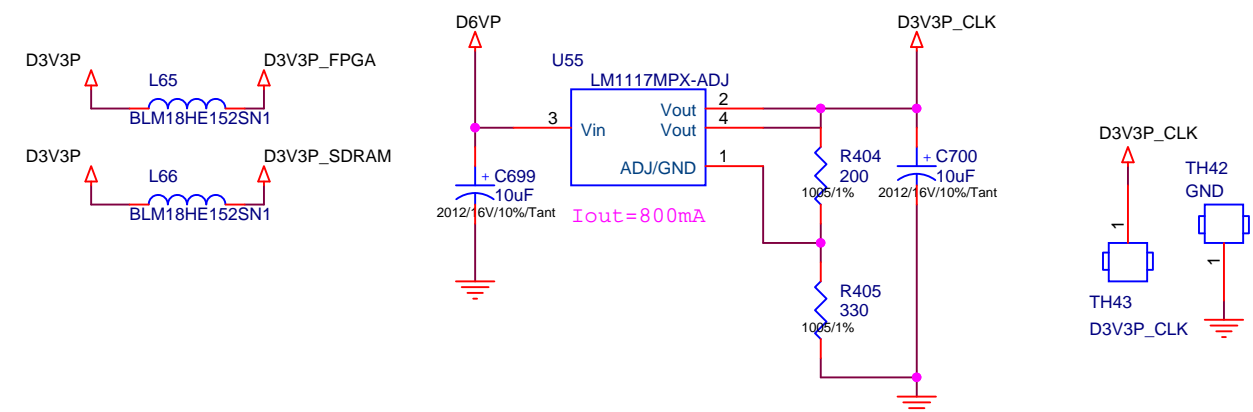 D3V3P
D3V3P_FPGA
L65
BLM18HE152SN1
D3V3P
D3V3P_SDRAM
L66
BLM18HE152SN1
D6VP
D3V3P_CLK
U55
LM1117MPX-ADJ
3
Vin
Vout
2
Vout
4
ADJ/GND
1
+
C699
10uF
2012/16V/10%/Tant
Iout=800mA
R404
200
1005/1%
+
C700
10uF
2012/16V/10%/Tant
R405
330
1005/1%
D3V3P_CLK
1
TH43
D3V3P_CLK
TH42
GND
1